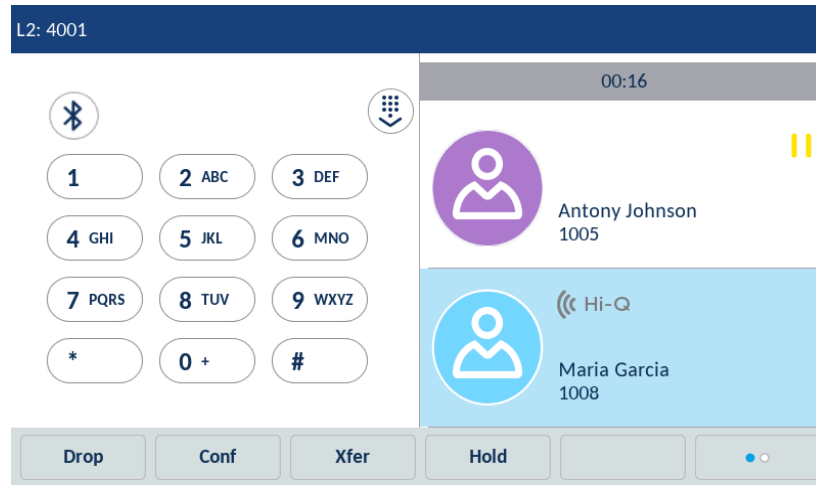 L2: 4001
00:16
1
2 ABC
3 DEF
4 GHI
5 JKL
6 MNO
7 PQRS
8 TUV
9 WXYZ
*
0 +
#
Antony Johnson
1005
Hi-Q
Maria Garcia
1008
Drop
Conf
Xfer
Hold